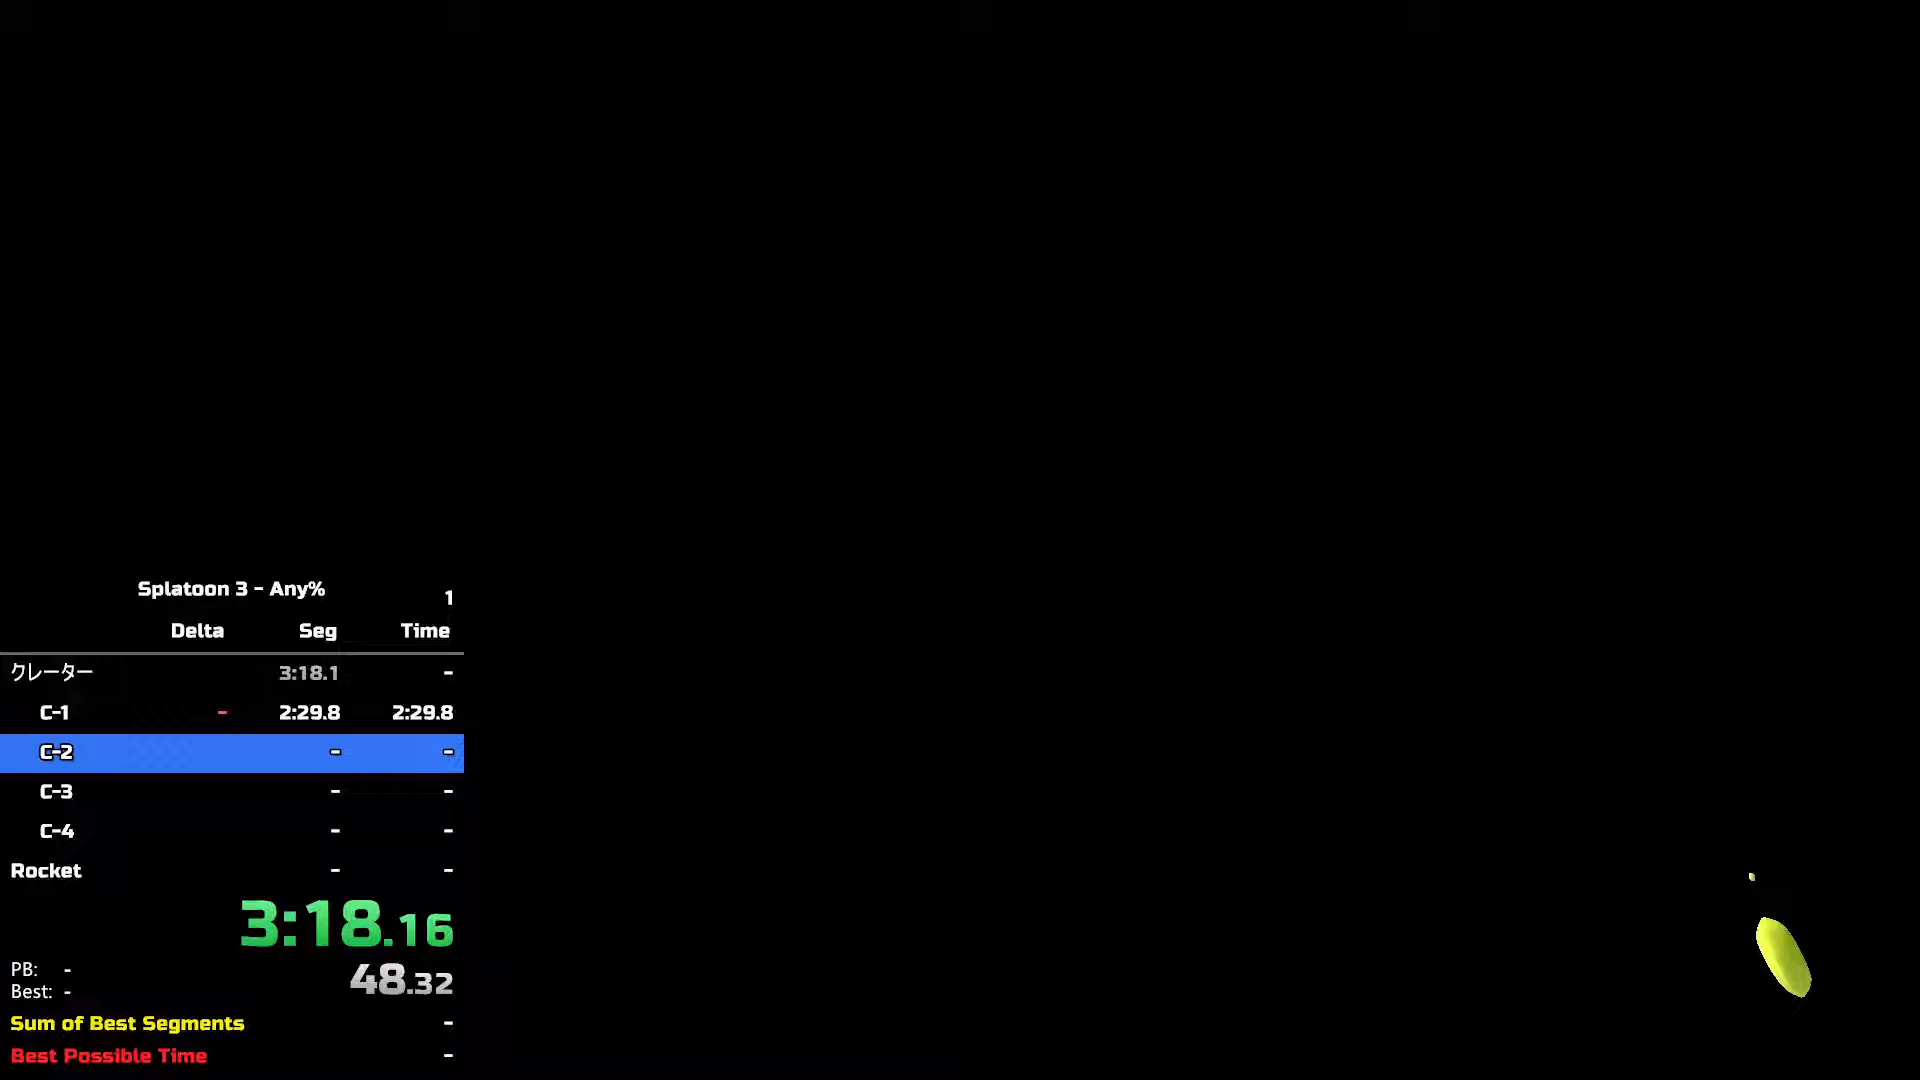 Splatoon 3 - Any%
1
Delta Seg Time
クレーター 3:18.1 -
C-1 - 2:29.8 2:29.8
C-2 - -
C-3 - -
C-4 - -
Rocket - -
3:18.16
PB: -
48.32
Best: -
Sum of Best Segments -
Best Possible Time -